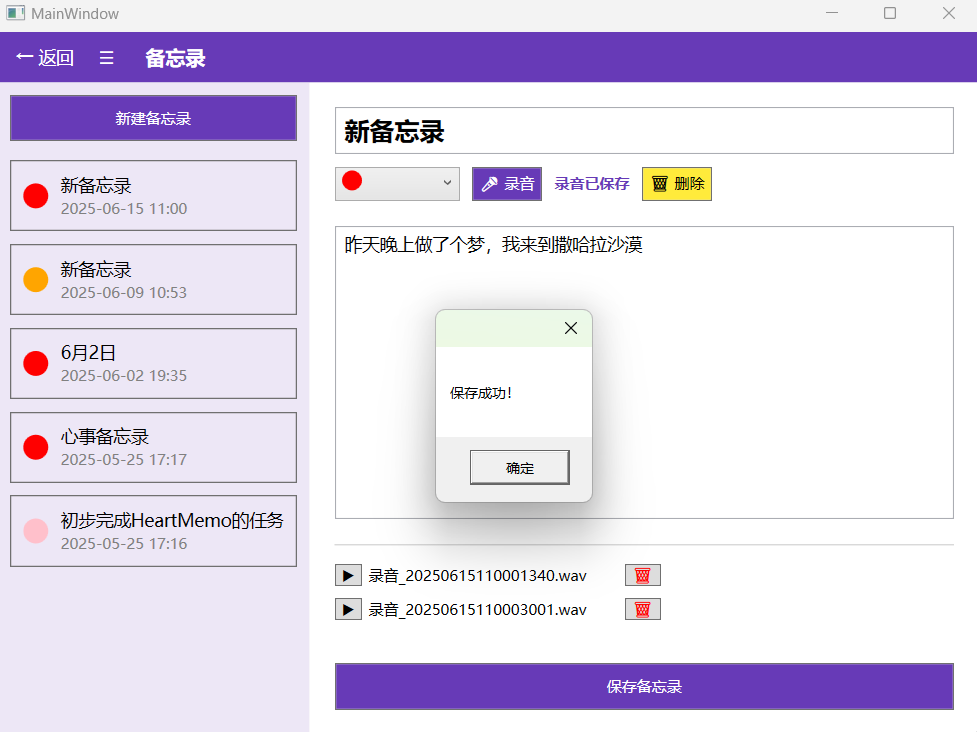 MainWindow
← 返回 ☰ 备忘录
新建备忘录
新备忘录
2025-06-15 11:00
新备忘录
2025-06-09 10:53
6月2日
2025-06-02 19:35
心事备忘录
2025-05-25 17:17
初步完成HeartMemo的任务
2025-05-25 17:16
新备忘录
录音 录音已保存 删除
昨天晚上做了个梦，我来到撒哈拉沙漠
保存成功!
确定
录音_20250615110001340.wav
录音_20250615110003001.wav
保存备忘录